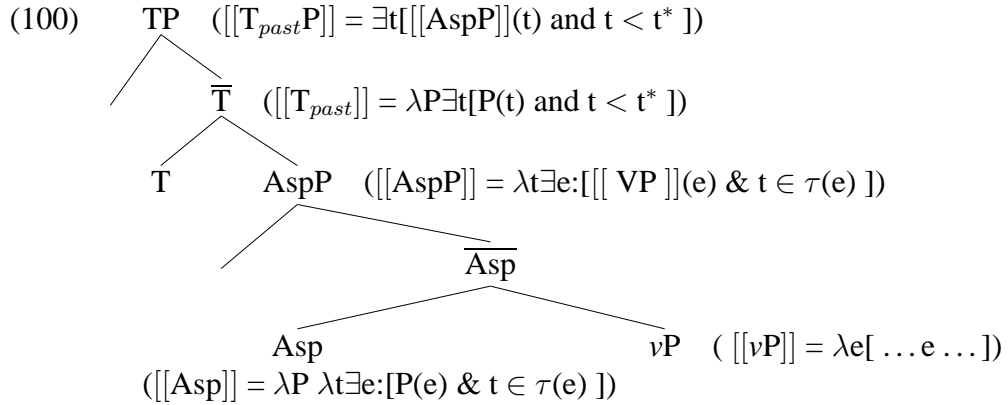 (100) TP ([[T_past P]] = ∃t[[[AspP]](t) and t < t* ])
T̅ ([[T_past]] = λP∃t[P(t) and t < t* ])
T AspP ([[AspP]] = λt∃e:[[[ VP ]](e) & t ∈ τ(e) ])
A̅s̅p̅
Asp vP ( [[vP]] = λe[ …e …])
([[Asp]] = λP λt∃e:[P(e) & t ∈ τ(e) ])